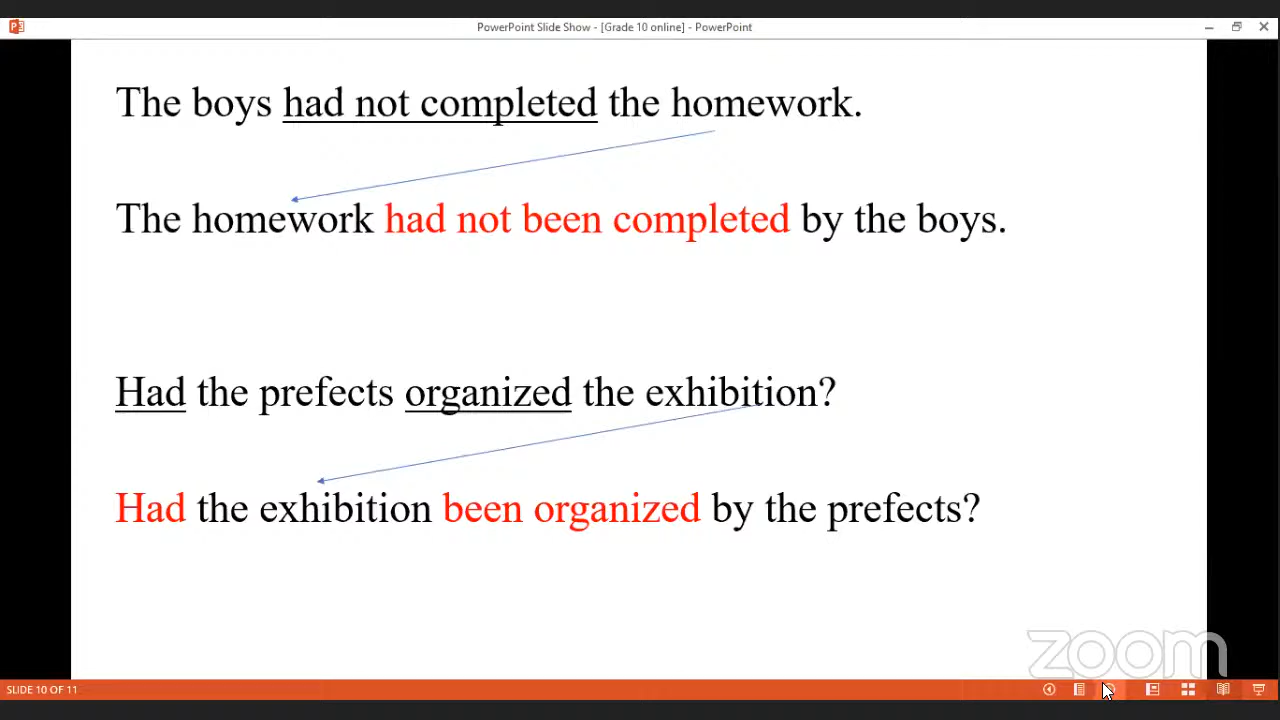 PowerPoint Slide Show - [Grade 10 online] - PowerPoint
The boys had not completed the homework.
The homework had not been completed by the boys.
Had the prefects organized the exhibition?
Had the exhibition been organized by the prefects?
zoom
SLIDE 10 OF 11